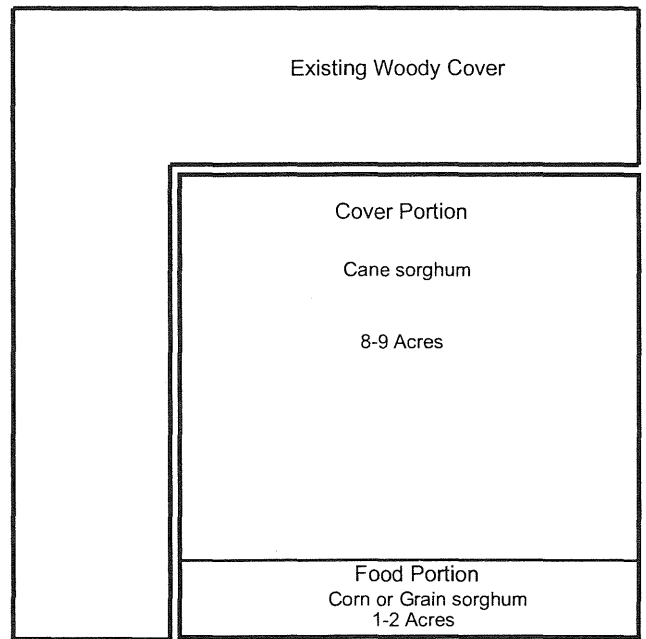 Existing Woody Cover
Cover Portion
Cane sorghum
8-9 Acres
Food Portion
Corn or Grain sorghum
1-2 Acres